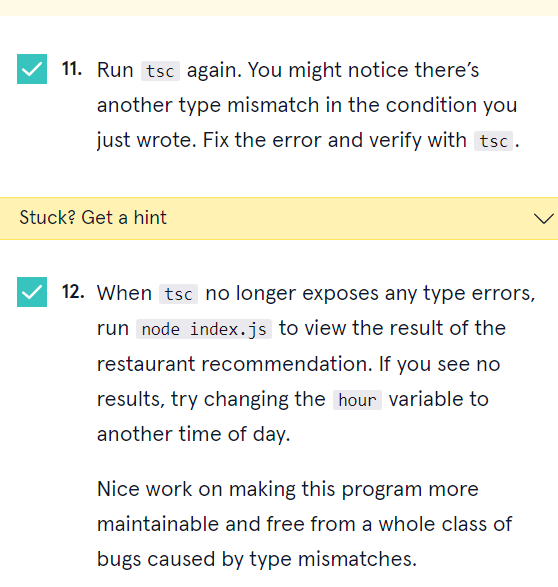 11. Run tsc again. You might notice there’s
another type mismatch in the condition you
just wrote. Fix the error and verify with tsc.
Stuck? Get a hint
12. When tsc no longer exposes any type errors,
run node index.js to view the result of the
restaurant recommendation. If you see no
results, try changing the hour variable to
another time of day.
Nice work on making this program more
maintainable and free from a whole class of
bugs caused by type mismatches.